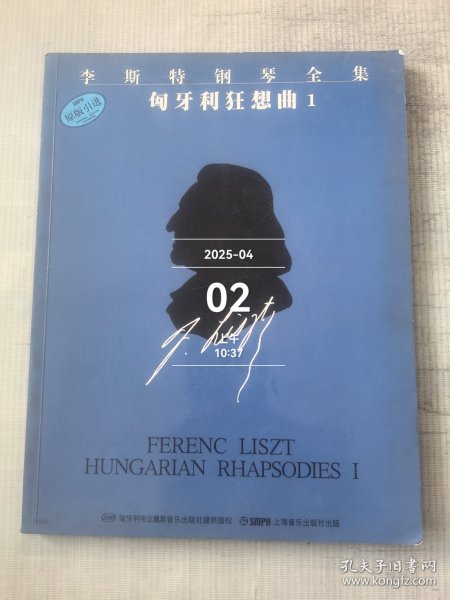 李斯特钢琴全集
匈牙利狂想曲1
原版引进
2025-04
02
上午
10:37
F. Liszt
FERENC LISZT
HUNGARIAN RHAPSODIES I
匈牙利布达佩斯音乐出版社提供版权
SMPH 上海音乐出版社出版
孔夫子旧书网
www.kongfz.com